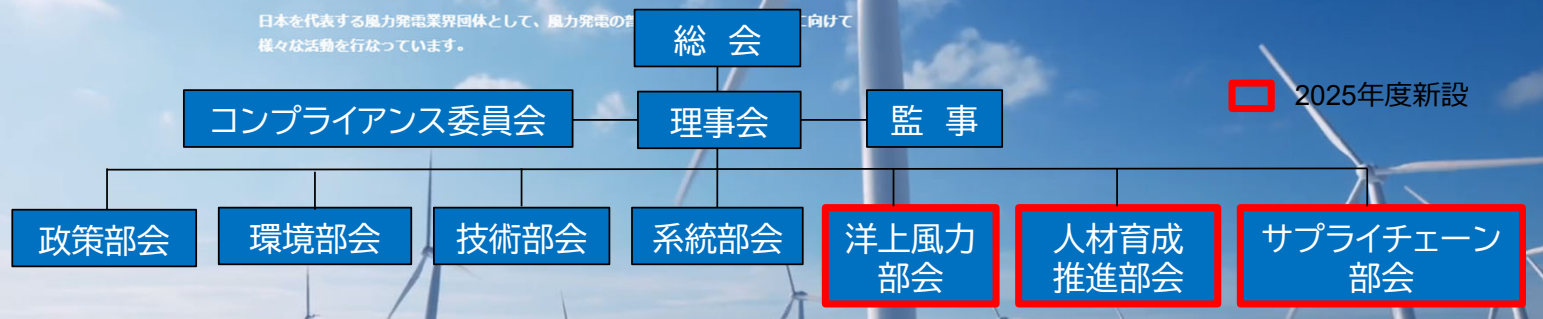 日本を代表する風力発電業界団体として、風力発電の
向けて
様々な活動を行なっています。
総 会
2025年度新設
コンプライアンス委員会
理事会
監 事
政策部会
環境部会
技術部会
系統部会
洋上風力
部会
人材育成
推進部会
サプライチェーン
部会